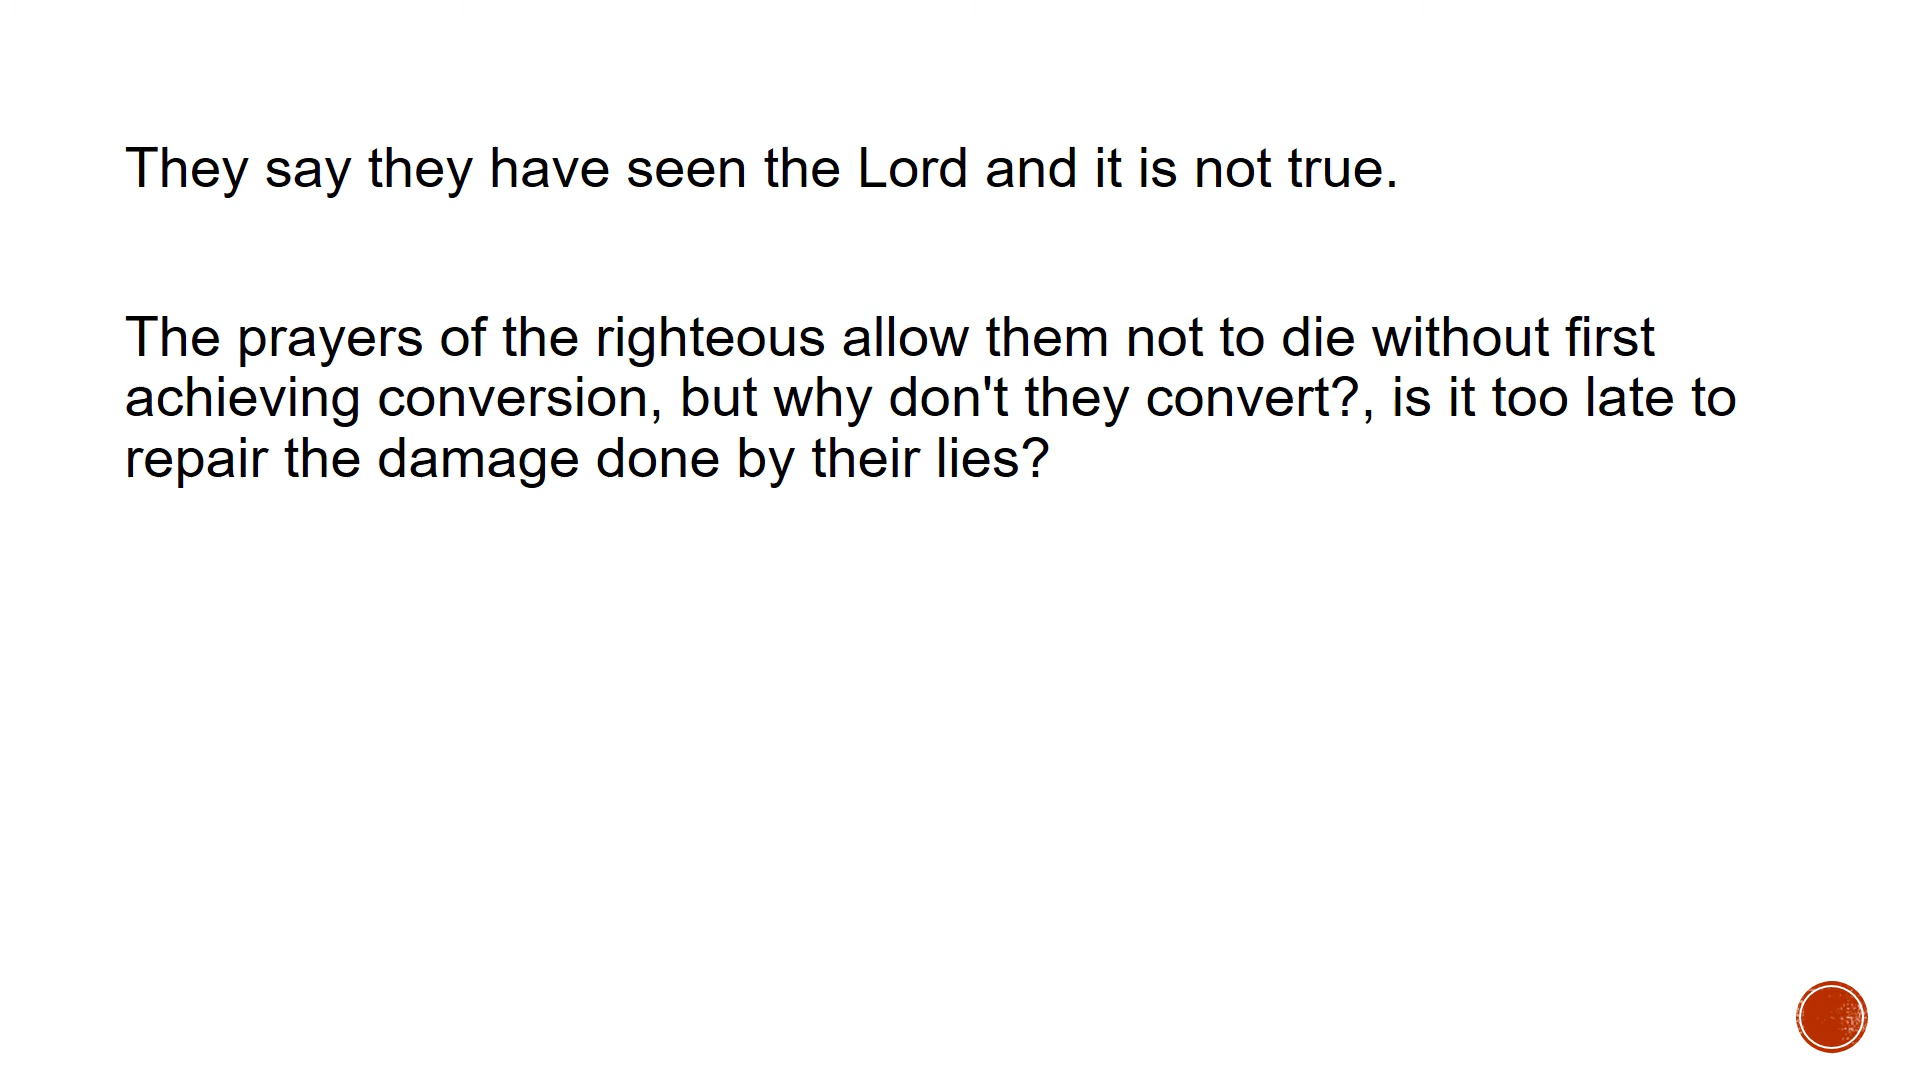 They say they have seen the Lord and it is not true.
The prayers of the righteous allow them not to die without first
achieving conversion, but why don't they convert?, is it too late to
repair the damage done by their lies?